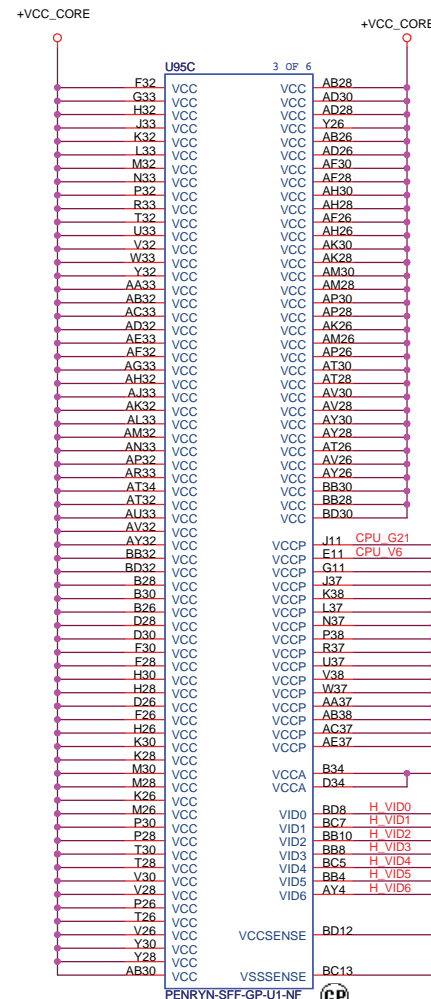 +VCC_CORE
+VCC_CORE
U95C 3 OF 6
F32 VCC VCC AB28
G33 VCC VCC AD30
H32 VCC VCC AD28
J33 VCC VCC Y26
K32 VCC VCC AB26
L33 VCC VCC AD26
M32 VCC VCC AF30
N33 VCC VCC AF28
P32 VCC VCC AH30
R33 VCC VCC AH28
T32 VCC VCC AF26
U33 VCC VCC AH26
V32 VCC VCC AK30
W33 VCC VCC AK28
Y32 VCC VCC AM30
AA33 VCC VCC AM28
AB32 VCC VCC AP30
AC33 VCC VCC AP28
AD32 VCC VCC AK26
AE33 VCC VCC AM26
AF32 VCC VCC AP26
AG33 VCC VCC AT30
AH32 VCC VCC AT28
AJ33 VCC VCC AV30
AK32 VCC VCC AV28
AL33 VCC VCC AY30
AM32 VCC VCC AY28
AN33 VCC VCC AT26
AP32 VCC VCC AV26
AR33 VCC VCC AY26
AT34 VCC VCC BB30
AT32 VCC VCC BB28
AU33 VCC VCC BD30
AV32 VCC
AY32 VCC VCCP J11 CPU_G21
BB32 VCC VCCP E11 CPU_V6
BD32 VCC VCCP G11
B28 VCC VCCP J37
B30 VCC VCCP K38
B26 VCC VCCP L37
D28 VCC VCCP N37
D30 VCC VCCP P38
F30 VCC VCCP R37
F28 VCC VCCP U37
H30 VCC VCCP V38
H28 VCC VCCP W37
D26 VCC VCCP AA37
F26 VCC VCCP AB38
H26 VCC VCCP AC37
K30 VCC VCCP AE37
K28 VCC
M30 VCC VCCA B34
M28 VCC VCCA D34
K26 VCC
M26 VCC VID0 BD8 H_VID0
P30 VCC VID1 BC7 H_VID1
P28 VCC VID2 BB10 H_VID2
T30 VCC VID3 BB8 H_VID3
T28 VCC VID4 BC5 H_VID4
V30 VCC VID5 BB4 H_VID5
V28 VCC VID6 AY4 H_VID6
P26 VCC
T26 VCC
V26 VCC VCCSENSE BD12
Y30 VCC
Y28 VCC
AB30 VCC VSSSENSE BC13
PENRYN-SFF-GP-U1-NF GP